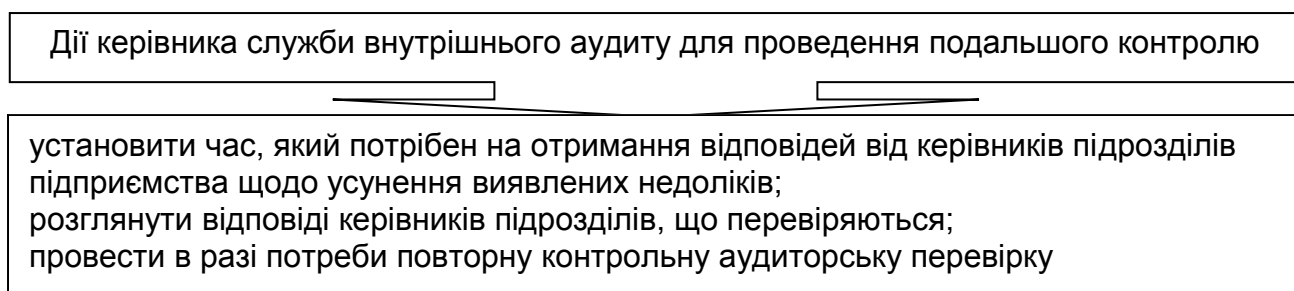 Дії керівника служби внутрішнього аудиту для проведення подальшого контролю
установити час, який потрібен на отримання відповідей від керівників підрозділів
підприємства щодо усунення виявлених недоліків;
розглянути відповіді керівників підрозділів, що перевіряються;
провести в разі потреби повторну контрольну аудиторську перевірку